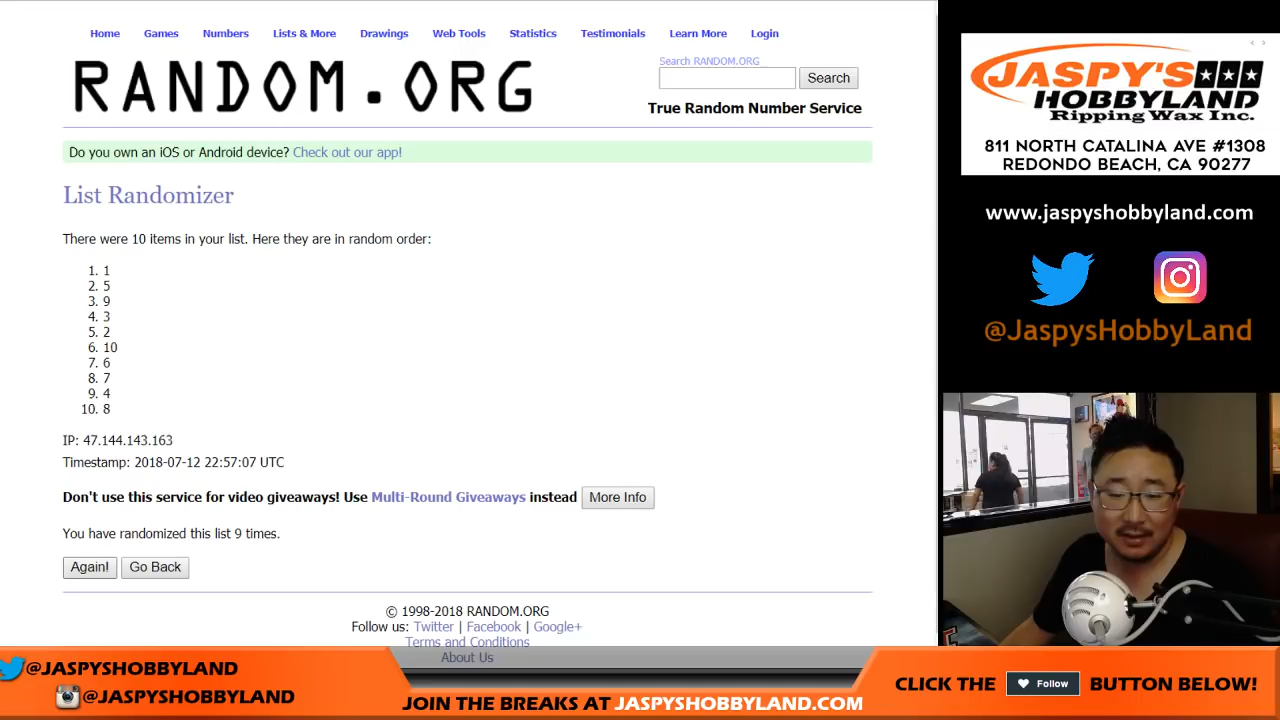 Home Games Numbers Lists & More Drawings Web Tools Statistics Testimonials Learn More Login
RANDOM.ORG
Search RANDOM.ORG
Search
True Random Number Service
Do you own an iOS or Android device? Check out our app!
List Randomizer
There were 10 items in your list. Here they are in random order:
1. 1
2. 5
3. 9
4. 3
5. 2
6. 10
7. 6
8. 7
9. 4
10. 8
IP: 47.144.143.163
Timestamp: 2018-07-12 22:57:07 UTC
Don't use this service for video giveaways! Use Multi-Round Giveaways instead More Info
You have randomized this list 9 times.
Again! Go Back
© 1998-2018 RANDOM.ORG
Follow us: Twitter | Facebook | Google+
Terms and Conditions
About Us
JASPY'S
HOBBYLAND
Ripping Wax Inc.
811 NORTH CATALINA AVE #1308
REDONDO BEACH, CA 90277
www.jaspyshobbyland.com
@JaspysHobbyLand
@JASPYSHOBBYLAND
@JASPYSHOBBYLAND
JOIN THE BREAKS AT JASPYSHOBBYLAND.COM
CLICK THE Follow BUTTON BELOW!